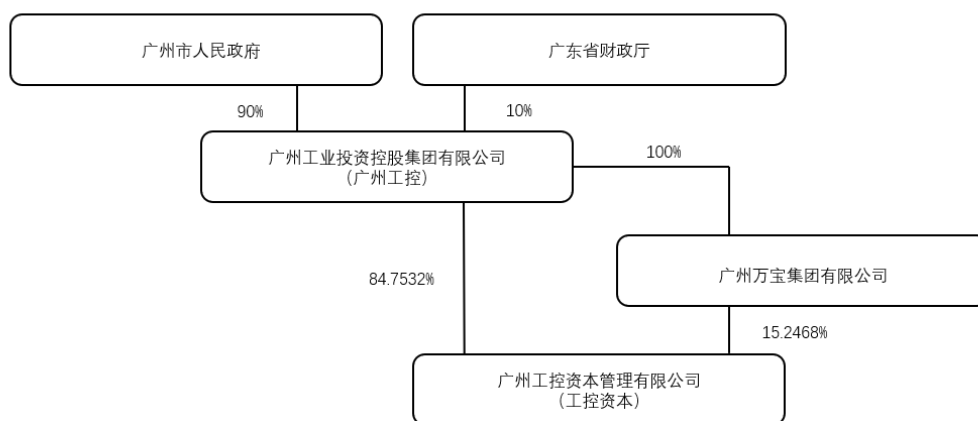 广州市人民政府
广东省财政厅
90%
10%
广州工业投资控股集团有限公司
（广州工控）
100%
84.7532%
广州万宝集团有限公司
15.2468%
广州工控资本管理有限公司
（工控资本）